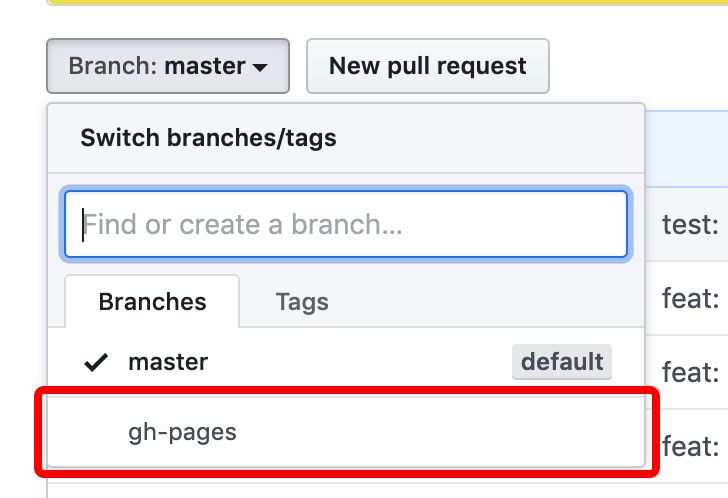 Branch: master New pull request
Switch branches/tags
Find or create a branch...
test:
Branches Tags
feat:
master default
feat:
gh-pages
feat: